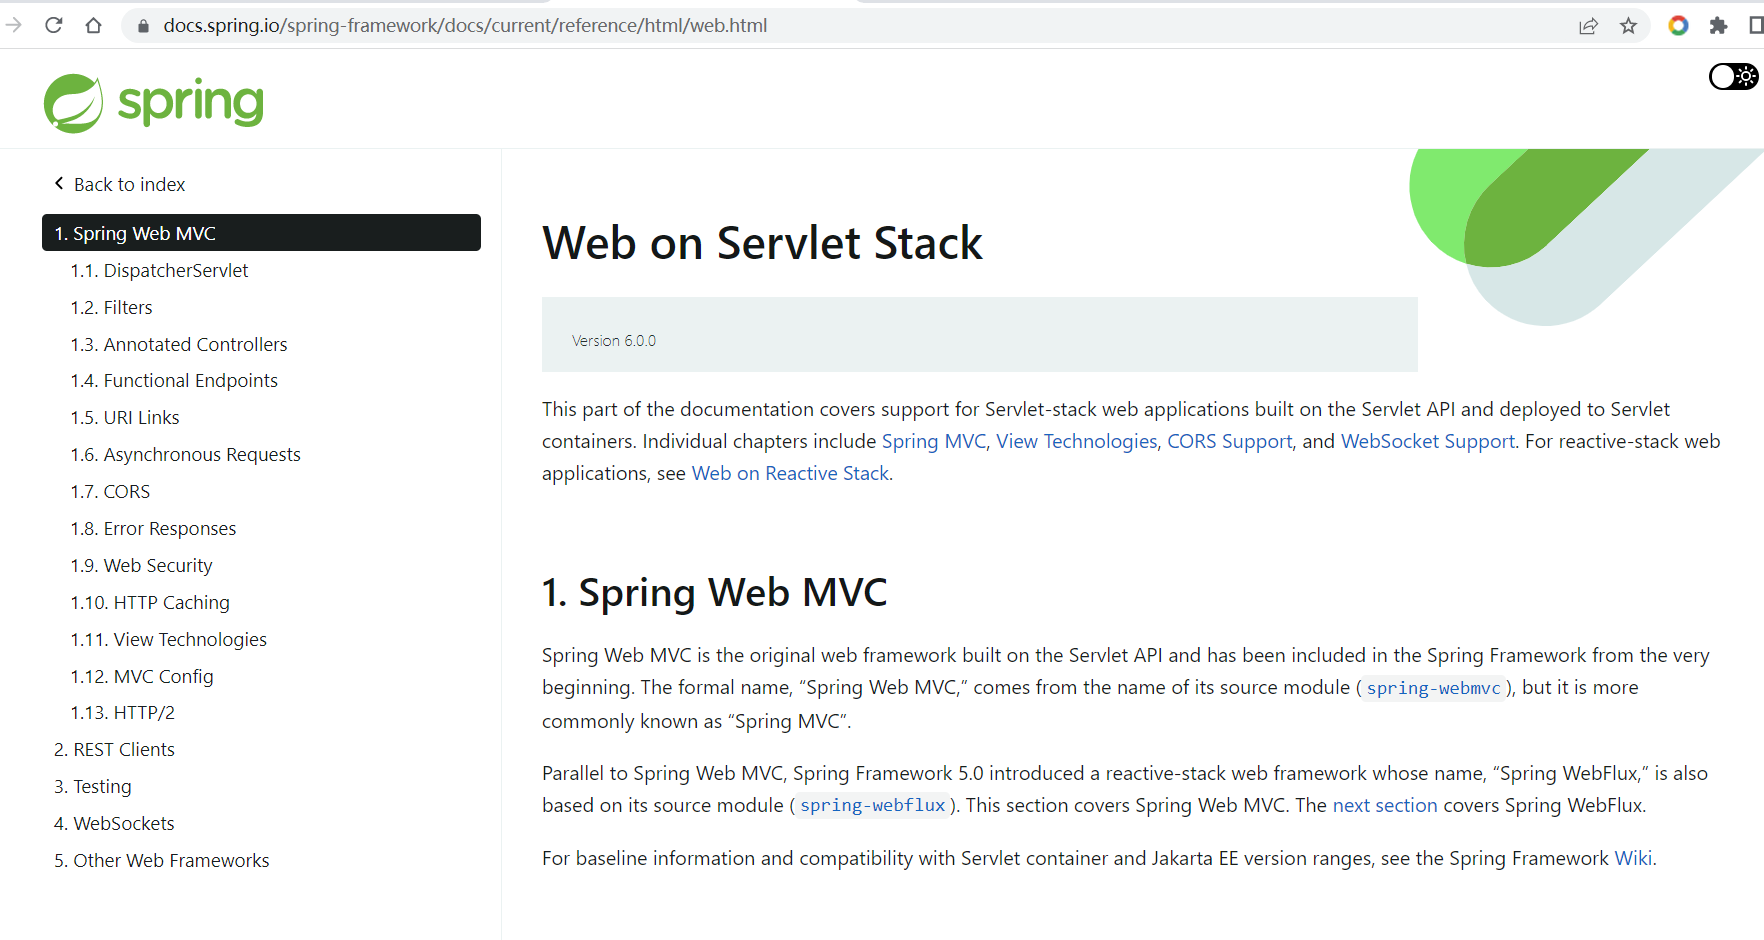 docs.spring.io/spring-framework/docs/current/reference/html/web.html
spring
Back to index
1. Spring Web MVC
1.1. DispatcherServlet
1.2. Filters
1.3. Annotated Controllers
1.4. Functional Endpoints
1.5. URI Links
1.6. Asynchronous Requests
1.7. CORS
1.8. Error Responses
1.9. Web Security
1.10. HTTP Caching
1.11. View Technologies
1.12. MVC Config
1.13. HTTP/2
2. REST Clients
3. Testing
4. WebSockets
5. Other Web Frameworks
Web on Servlet Stack
Version 6.0.0
This part of the documentation covers support for Servlet-stack web applications built on the Servlet API and deployed to Servlet
containers. Individual chapters include Spring MVC, View Technologies, CORS Support, and WebSocket Support. For reactive-stack web
applications, see Web on Reactive Stack.
1. Spring Web MVC
Spring Web MVC is the original web framework built on the Servlet API and has been included in the Spring Framework from the very
beginning. The formal name, “Spring Web MVC,” comes from the name of its source module (spring-webmvc), but it is more
commonly known as “Spring MVC”.
Parallel to Spring Web MVC, Spring Framework 5.0 introduced a reactive-stack web framework whose name, “Spring WebFlux,” is also
based on its source module (spring-webflux). This section covers Spring Web MVC. The next section covers Spring WebFlux.
For baseline information and compatibility with Servlet container and Jakarta EE version ranges, see the Spring Framework Wiki.